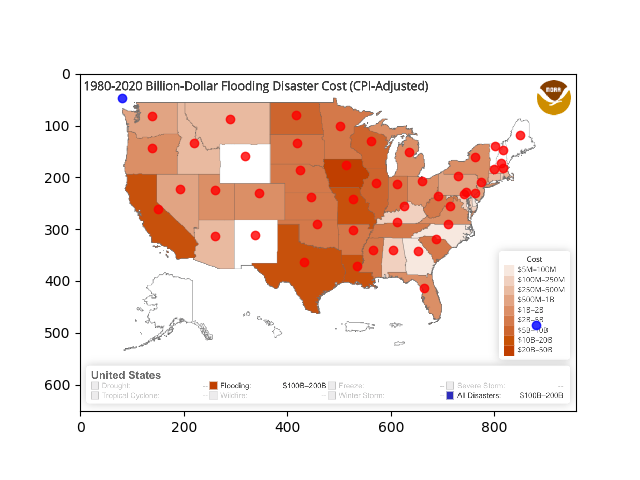 1980-2020 Billion-Dollar Flooding Disaster Cost (CPI-Adjusted)
NOAA
0
100
200
300
400
500
600
0
200
400
600
800
Cost
$5M–100M
$100M–250M
$250M–500M
$500M–1B
$1B–2B
$2B–5B
$5B–10B
$10B–20B
$20B–50B
United States
Drought: -- Flooding: $100B–200B Freeze: -- Severe Storm: --
Tropical Cyclone: -- Wildfire: -- Winter Storm: -- All Disasters: $100B–200B